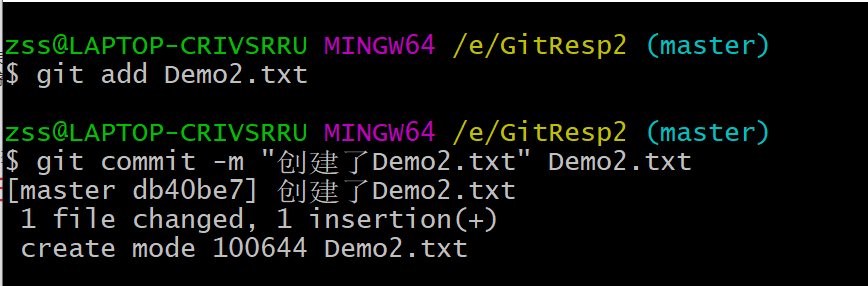 zss@LAPTOP-CRIVSRRU MINGW64 /e/GitResp2 (master)
$ git add Demo2.txt
zss@LAPTOP-CRIVSRRU MINGW64 /e/GitResp2 (master)
$ git commit -m "创建了Demo2.txt" Demo2.txt
[master db40be7] 创建了Demo2.txt
 1 file changed, 1 insertion(+)
 create mode 100644 Demo2.txt